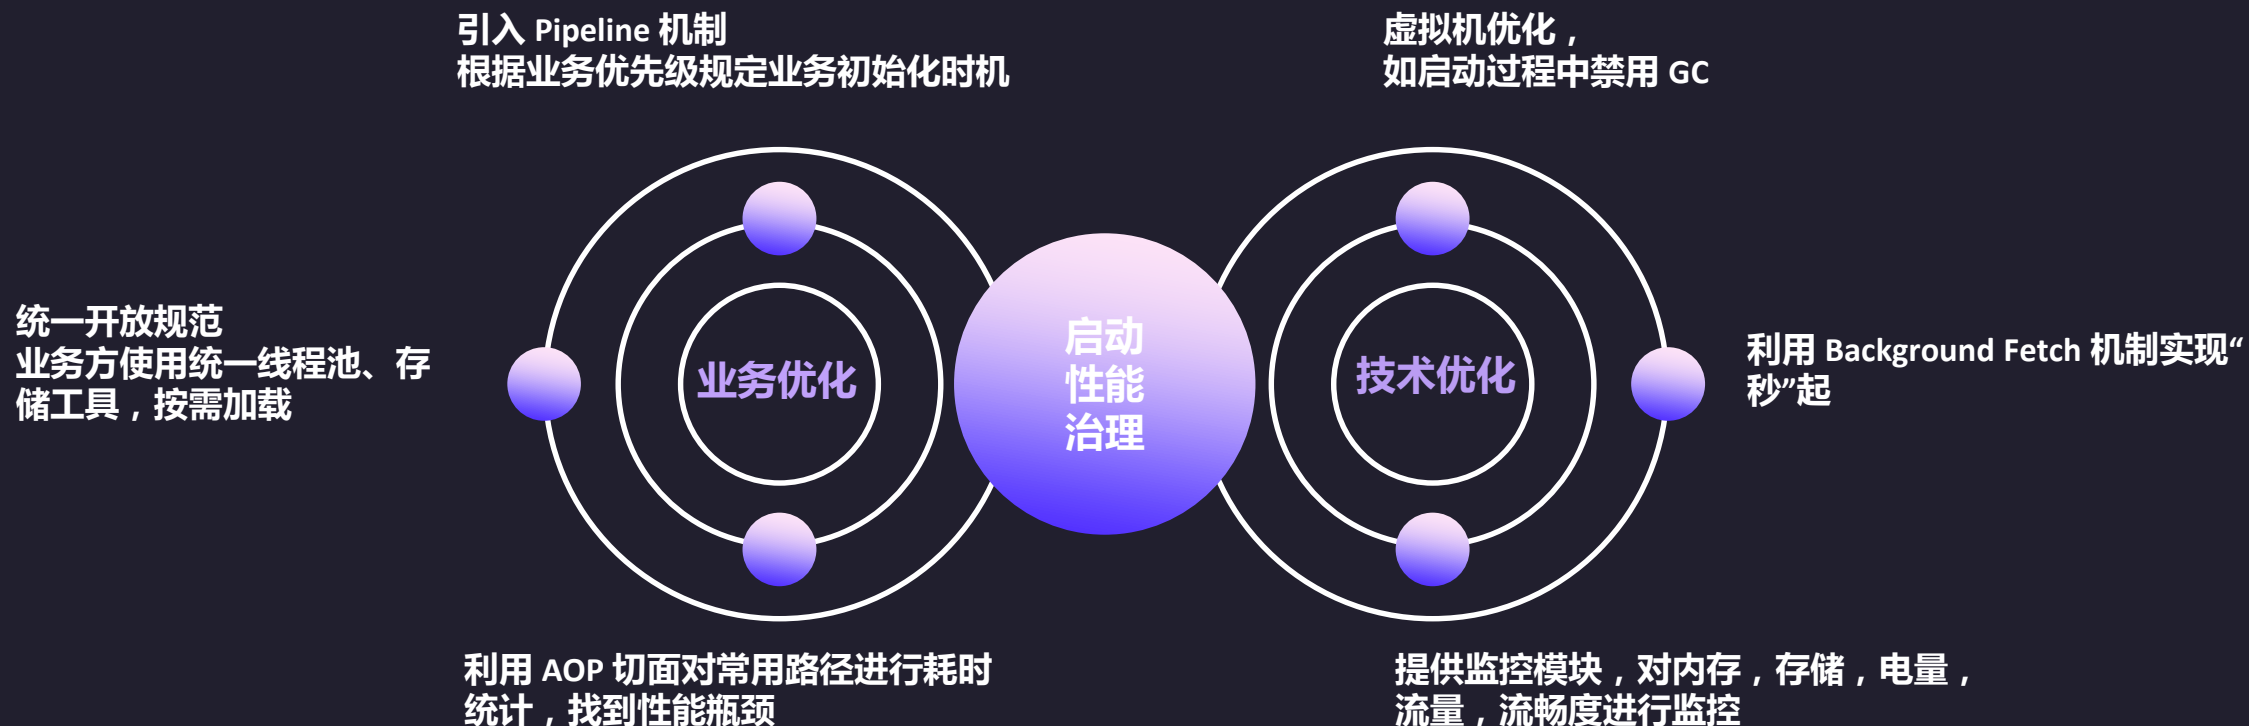 引入 Pipeline 机制
根据业务优先级规定业务初始化时机
虚拟机优化，
如启动过程中禁用 GC
统一开放规范
业务方使用统一线程池、存
储工具，按需加载
业务优化
启动
性能
治理
技术优化
利用 Background Fetch 机制实现“
秒”起
利用 AOP 切面对常用路径进行耗时
统计，找到性能瓶颈
提供监控模块，对内存，存储，电量，
流量，流畅度进行监控